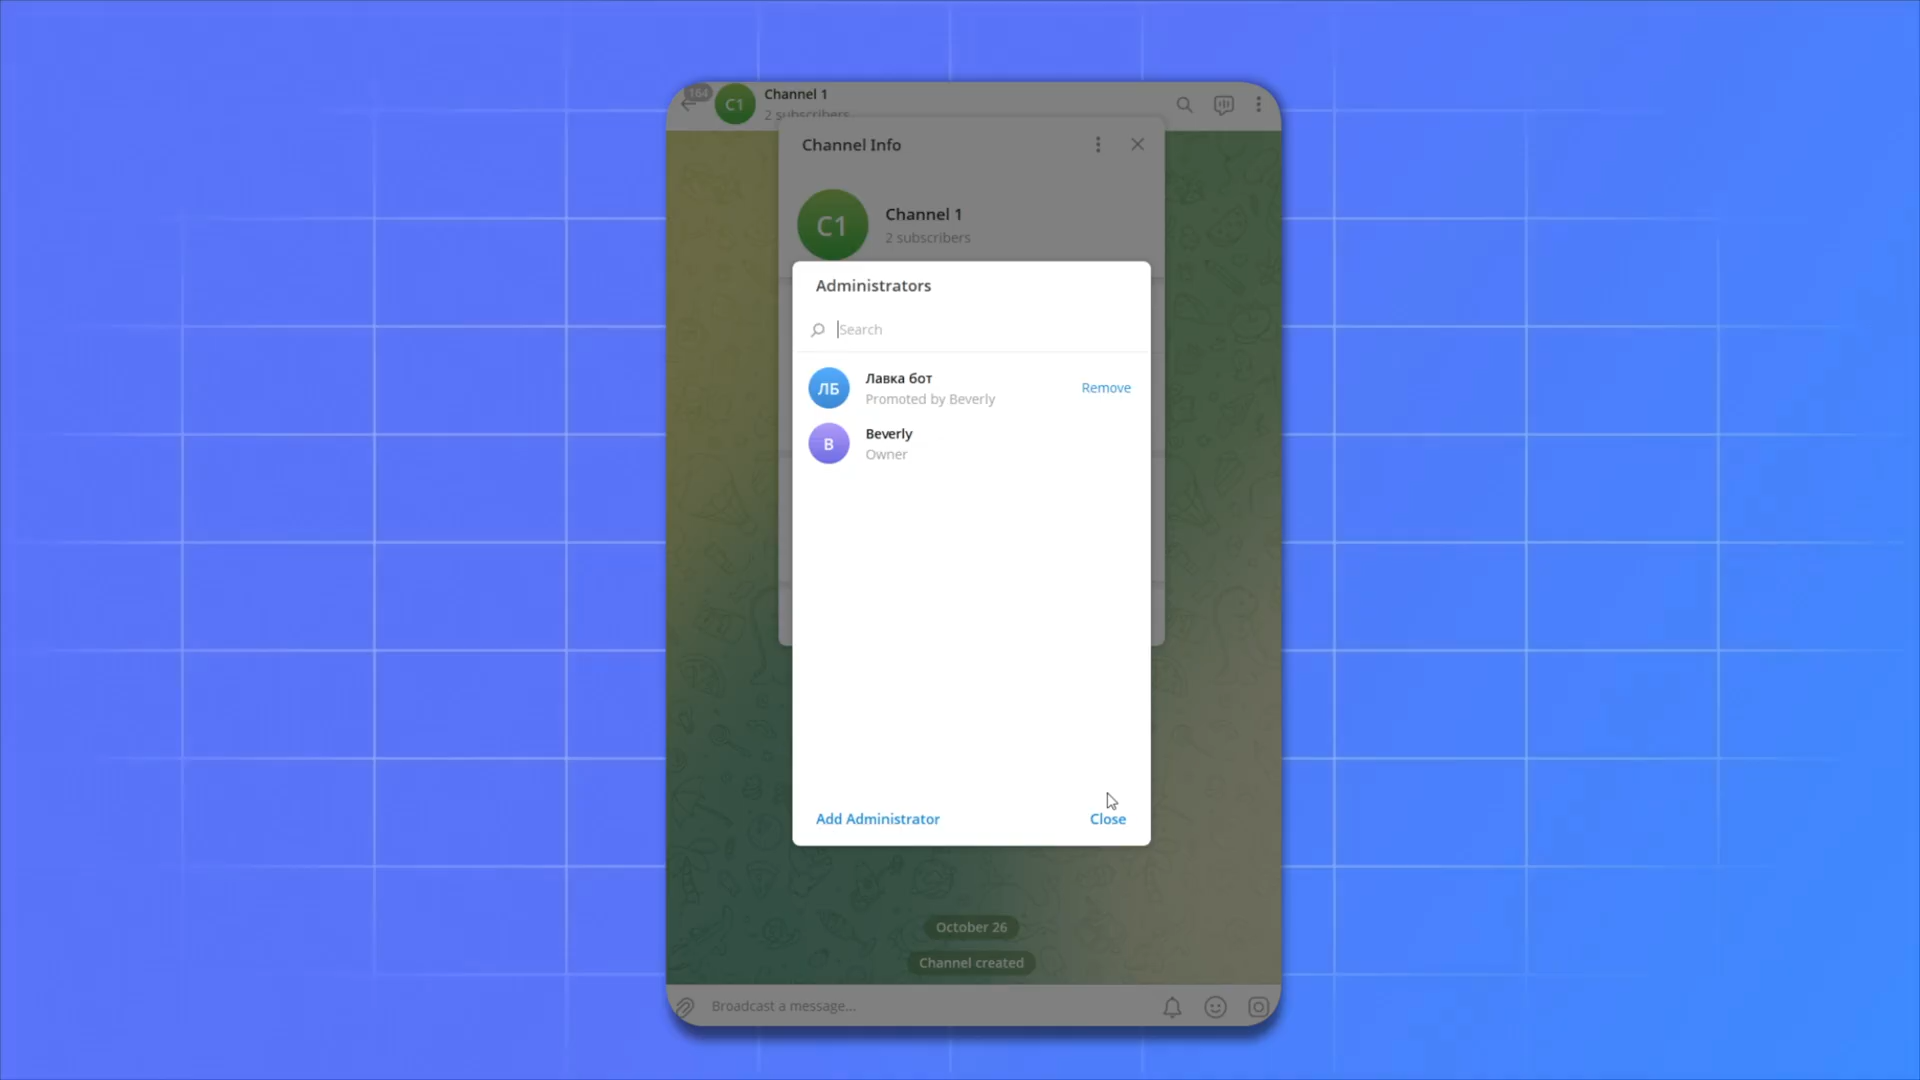 164
C1
Channel 1
2 subscribers
Channel Info
C1
Channel 1
2 subscribers
Administrators
Search
ЛБ
Лавка бот
Promoted by Beverly
Remove
B
Beverly
Owner
Add Administrator
Close
October 26
Channel created
Broadcast a message...